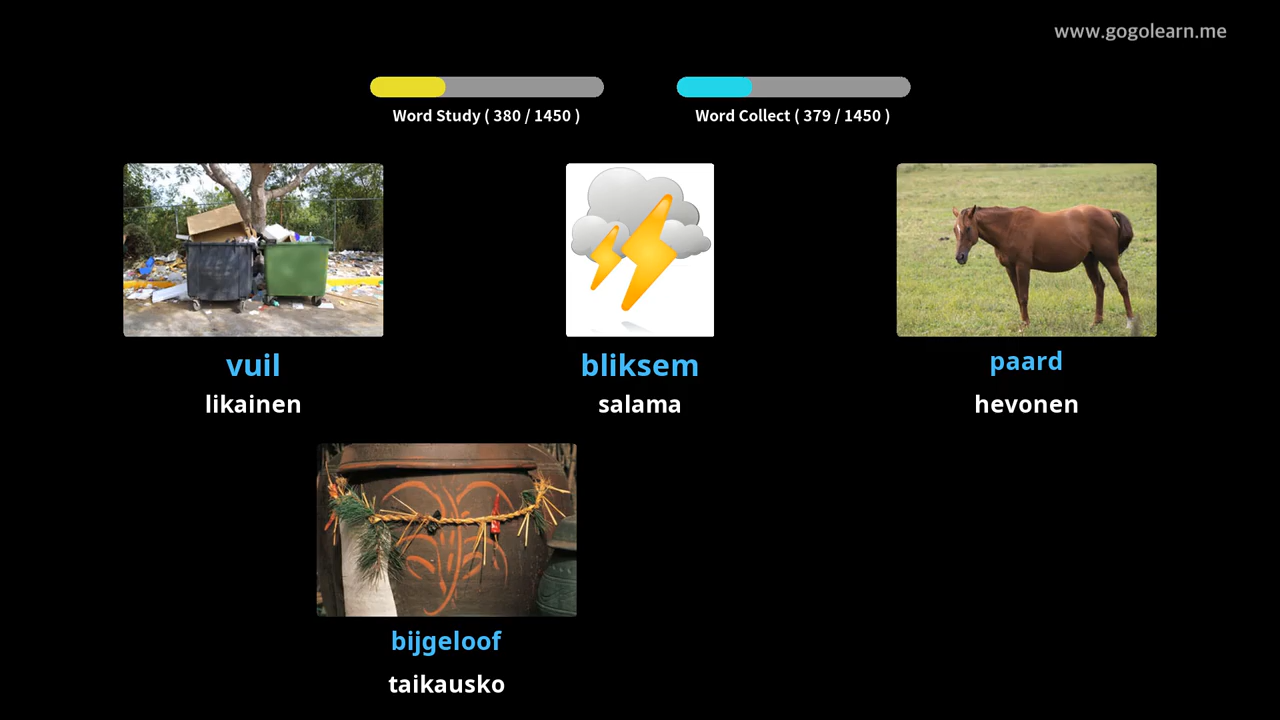 www.gogolearn.me
Word Study ( 380 / 1450 )
Word Collect ( 379 / 1450 )
vuil
likainen
bliksem
salama
paard
hevonen
bijgeloof
taikausko